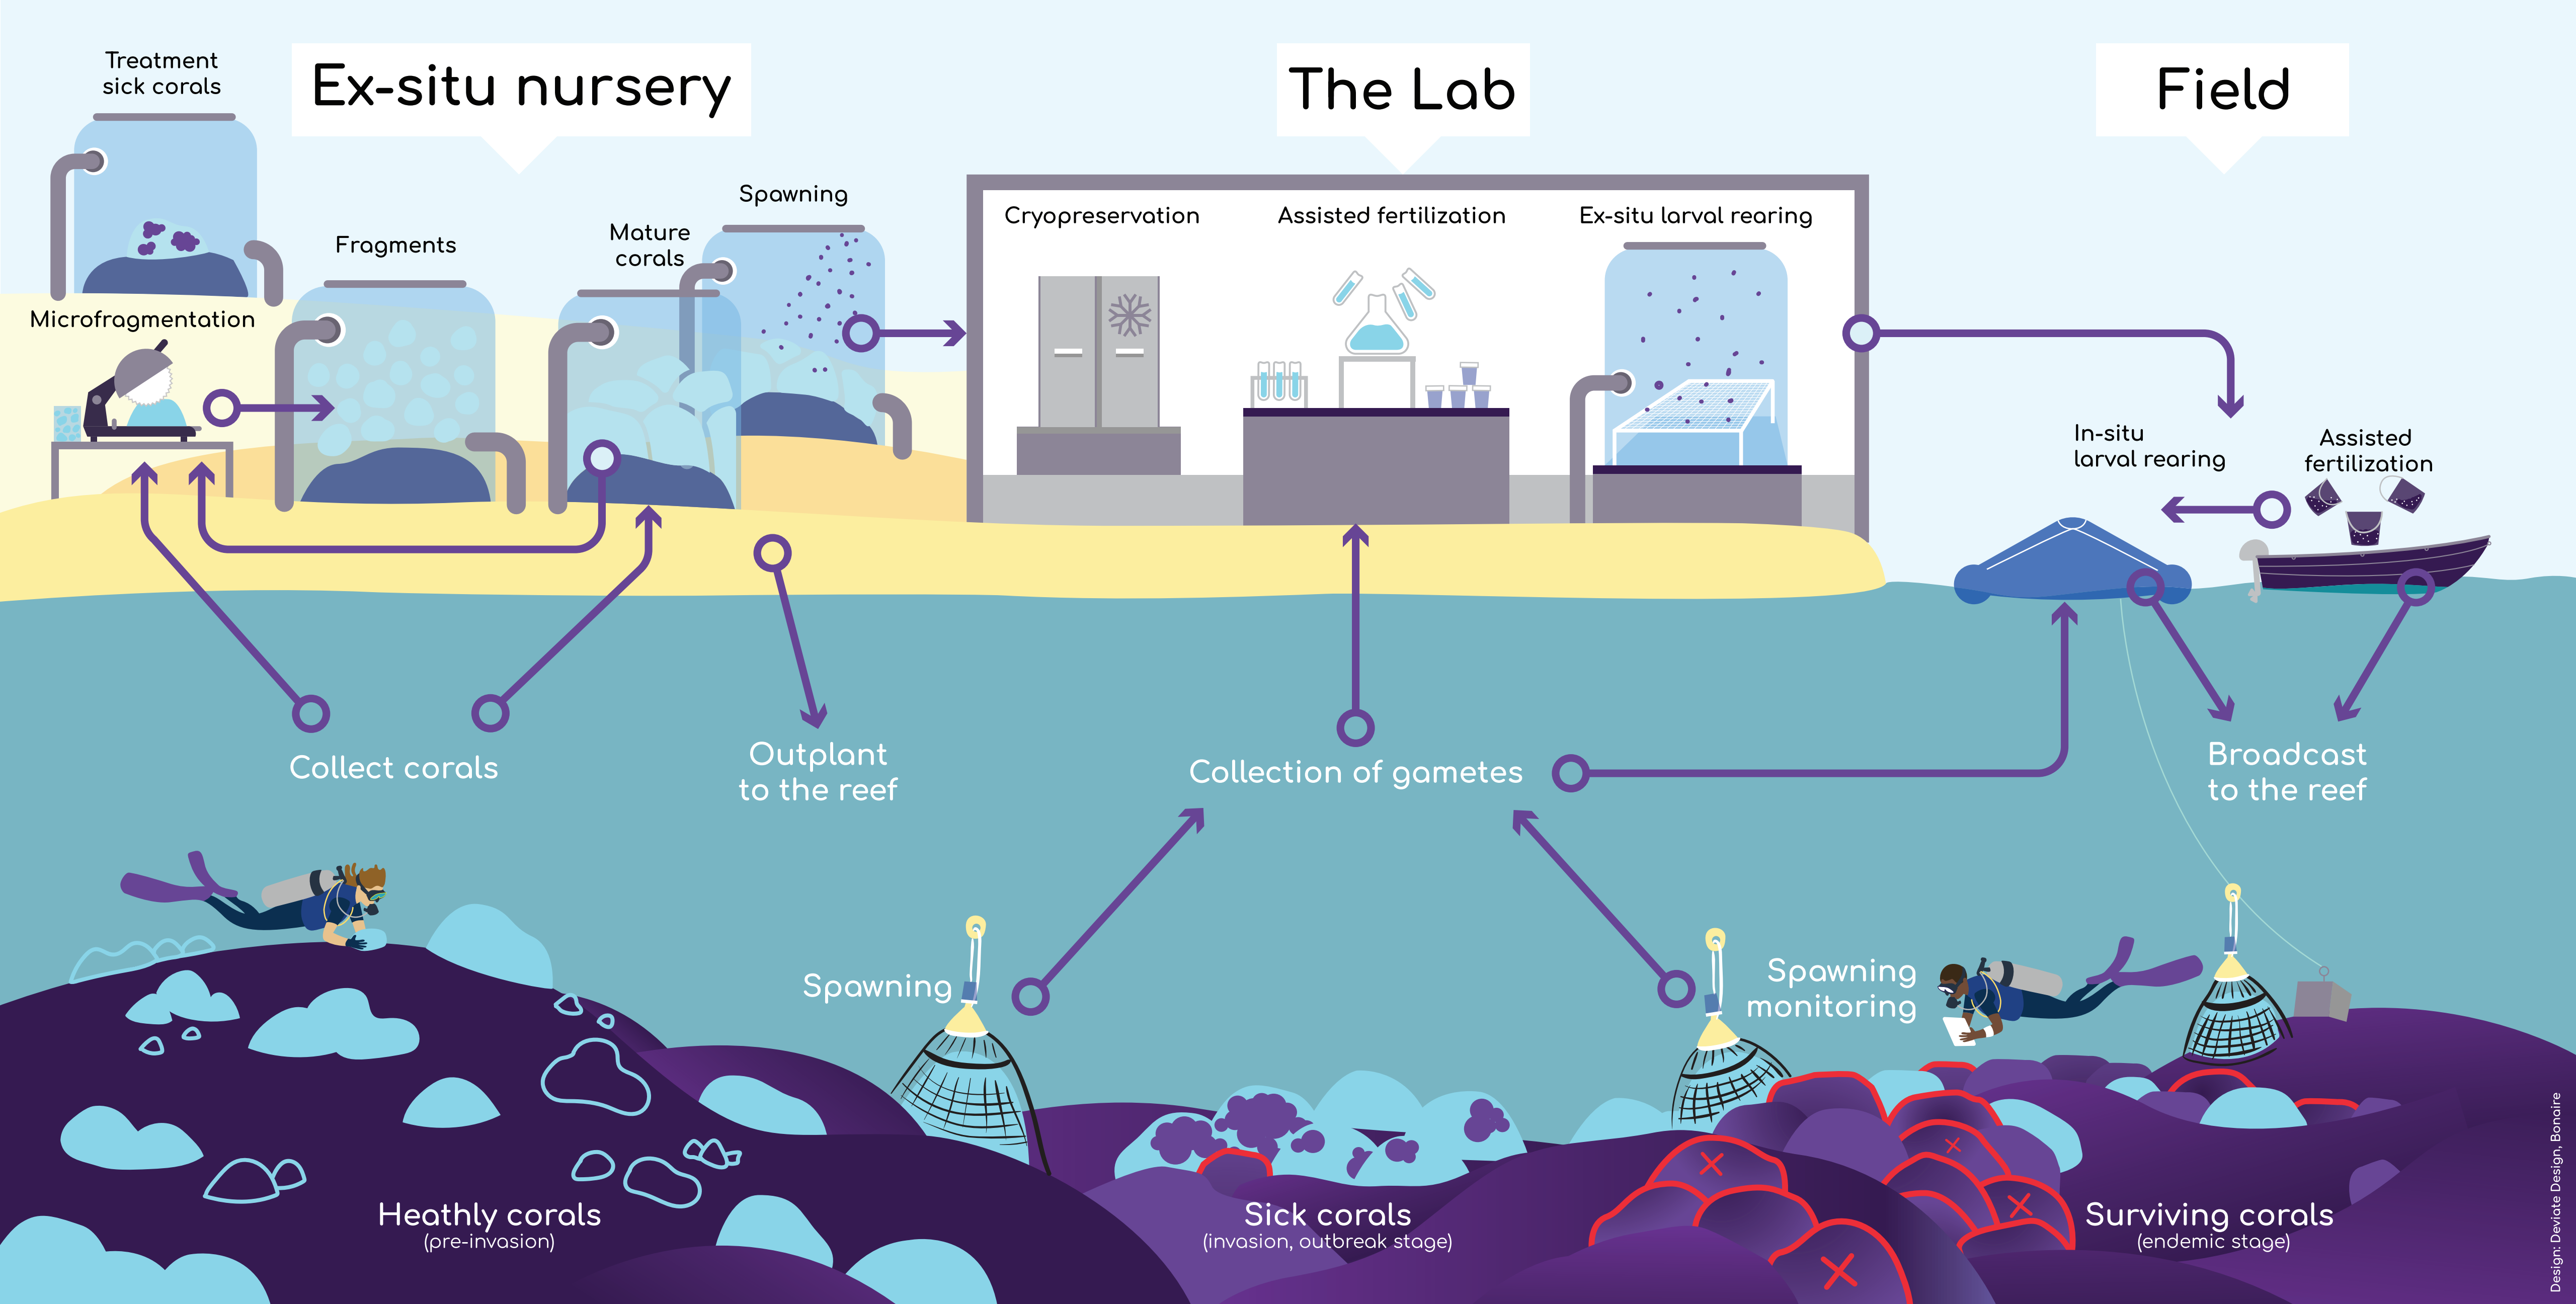 Ex-situ nursery
The Lab
Field
Treatment
sick corals
Microfragmentation
Fragments
Mature
corals
Spawning
Cryopreservation
Assisted fertilization
Ex-situ larval rearing
In-situ
larval rearing
Assisted
fertilization
Collect corals
Outplant
to the reef
Collection of gametes
Broadcast
to the reef
Spawning
Spawning
monitoring
Heathly corals
(pre-invasion)
Sick corals
(invasion, outbreak stage)
Surviving corals
(endemic stage)
Design: Deviate Design, Bonaire